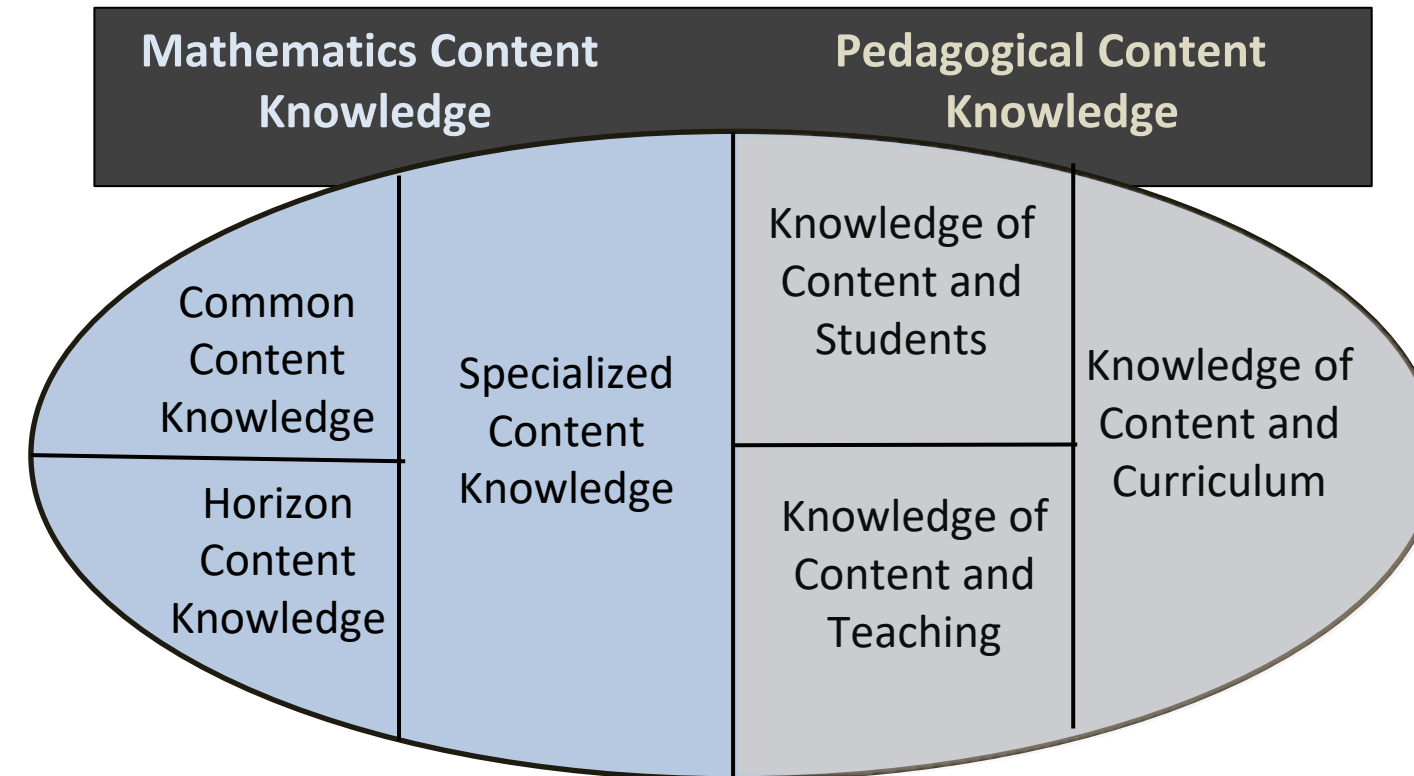 Mathematics Content
Knowledge
Pedagogical Content
Knowledge
Common
Content
Knowledge
Horizon
Content
Knowledge
Specialized
Content
Knowledge
Knowledge of
Content and
Students
Knowledge of
Content and
Teaching
Knowledge of
Content and
Curriculum